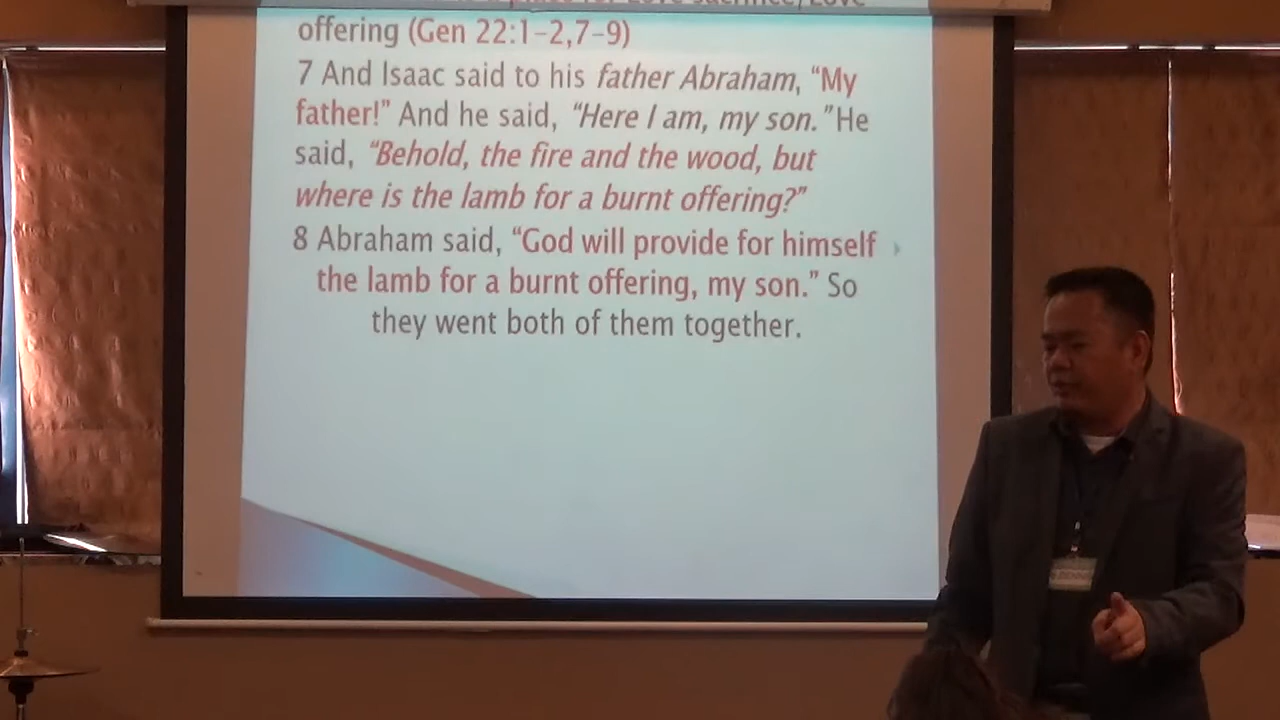 offering (Gen 22:1–2,7–9)
7 And Isaac said to his father Abraham, “My
father!” And he said, “Here I am, my son.” He
said, “Behold, the fire and the wood, but
where is the lamb for a burnt offering?”
8 Abraham said, “God will provide for himself
the lamb for a burnt offering, my son.” So
they went both of them together.